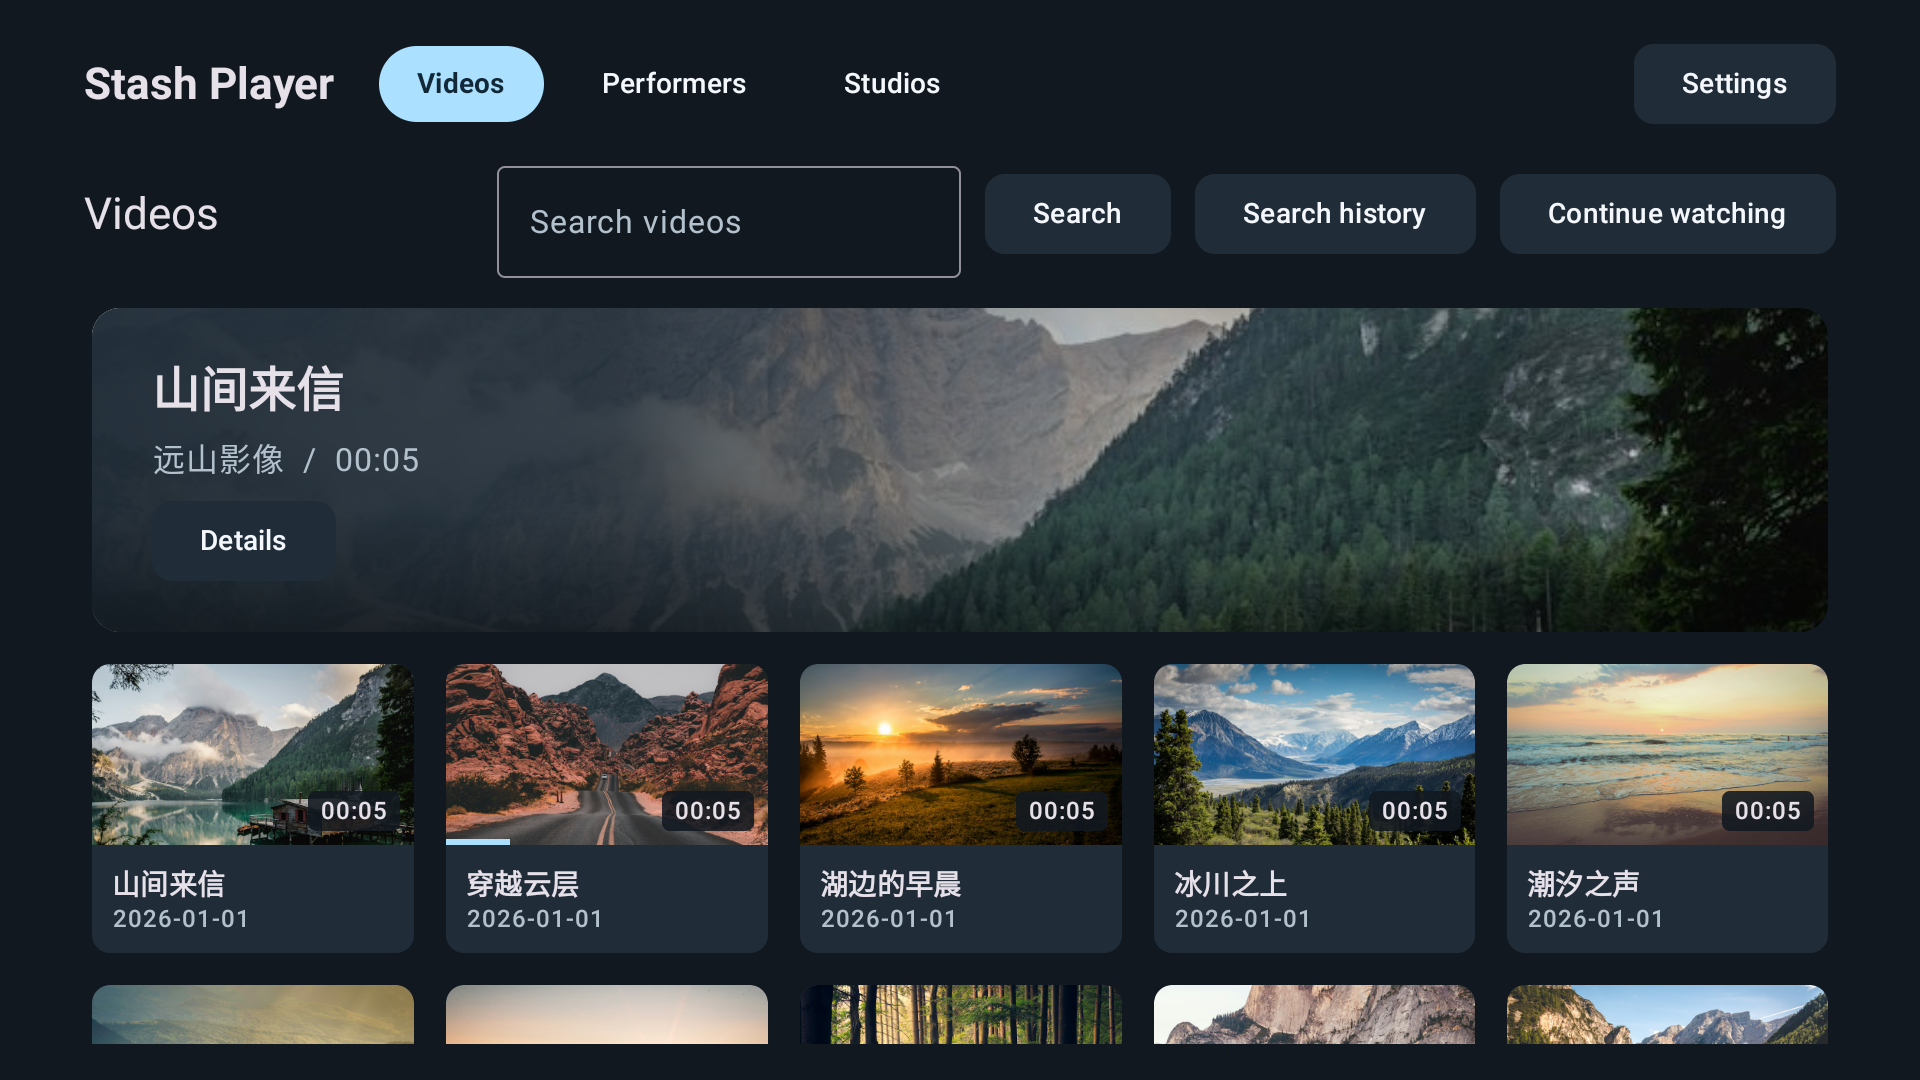 Stash Player
Videos
Performers
Studios
Settings
Videos
Search videos
Search
Search history
Continue watching
山间来信
远山影像 / 00:05
Details
00:05
00:05
00:05
00:05
00:05
山间来信
2026-01-01
穿越云层
2026-01-01
湖边的早晨
2026-01-01
冰川之上
2026-01-01
潮汐之声
2026-01-01